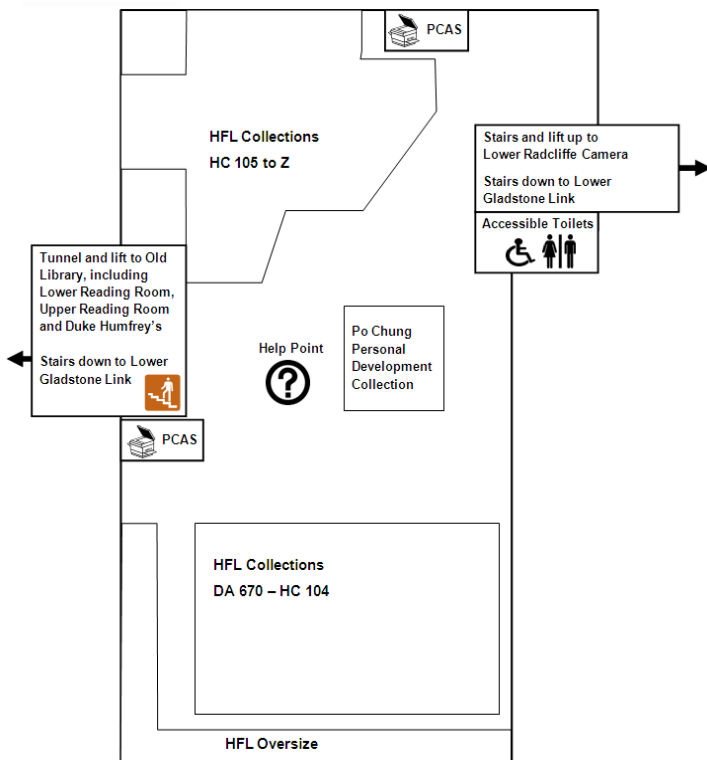 PCAS
HFL Collections
HC 105 to Z
Stairs and lift up to
Lower Radcliffe Camera
Stairs down to Lower
Gladstone Link
Accessible Toilets
Tunnel and lift to Old
Library, including
Lower Reading Room,
Upper Reading Room
and Duke Humfrey's
Stairs down to Lower
Gladstone Link
Help Point
?
Po Chung
Personal
Development
Collection
PCAS
HFL Collections
DA 670 – HC 104
HFL Oversize